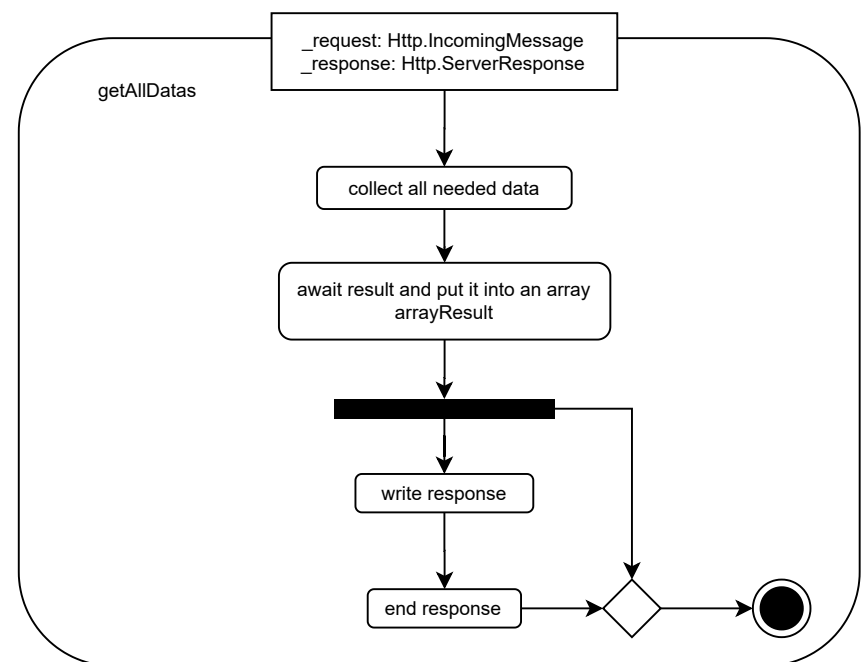 _request: Http.IncomingMessage
_response: Http.ServerResponse
getAllDatas
collect all needed data
await result and put it into an array
arrayResult
write response
end response